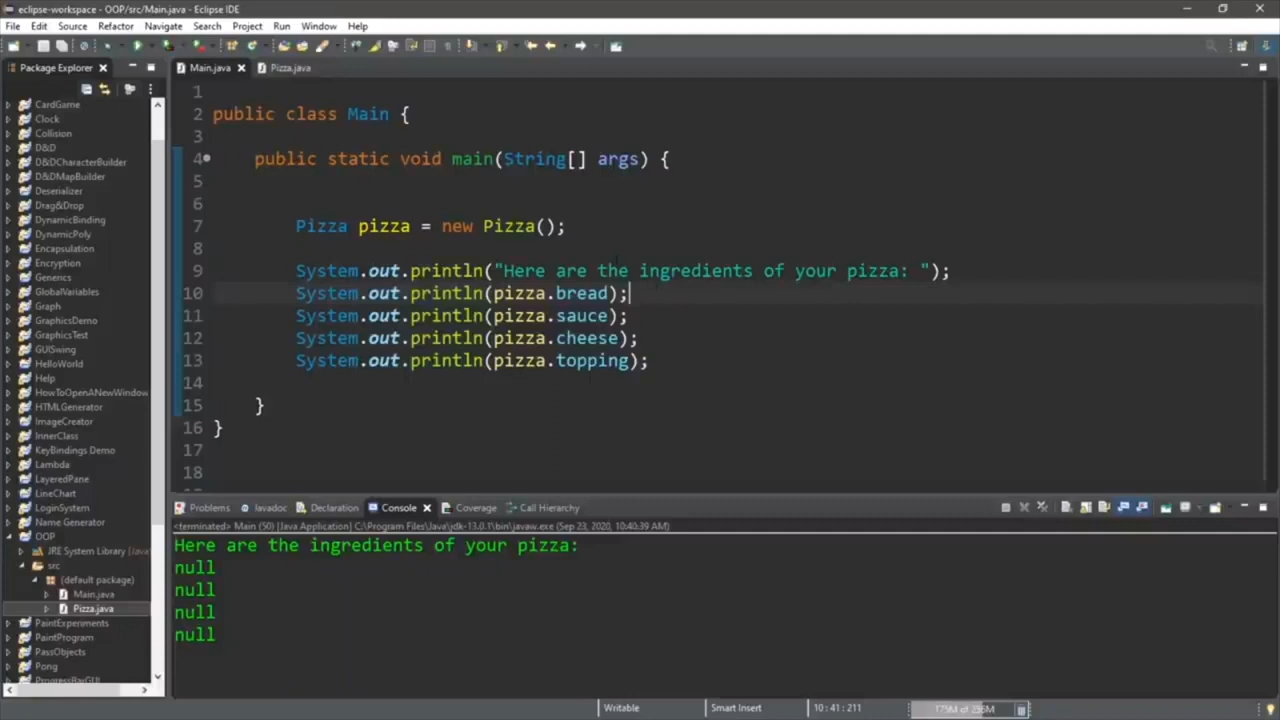 eclipse-workspace - OOP/src/Main.java - Eclipse IDE
File Edit Source Refactor Navigate Search Project Run Window Help
Package Explorer
Main.java Pizza.java
CardGame
Clock
Collision
D&D
D&DCharacterBuilder
D&DMapBuilder
Deserializer
Drag&Drop
DynamicBinding
DynamicPoly
Encapsulation
Encryption
Generics
GlobalVariables
Graph
GraphicsDemo
GraphicsTest
GUISwing
HelloWorld
Help
HowToOpenANewWindow
HTMLGenerator
ImageCreator
InnerClass
KeyBindings Demo
Lambda
LayeredPane
LineChart
LoginSystem
Name Generator
OOP
JRE System Library [Java
src
(default package)
Main.java
Pizza.java
PaintExperiments
PaintProgram
PassObjects
Pong
ProgressBarGUI
1
2 public class Main {
3
4 public static void main(String[] args) {
5
6
7 Pizza pizza = new Pizza();
8
9 System.out.println("Here are the ingredients of your pizza: ");
10 System.out.println(pizza.bread);
11 System.out.println(pizza.sauce);
12 System.out.println(pizza.cheese);
13 System.out.println(pizza.topping);
14
15 }
16 }
17
18
Problems Javadoc Declaration Console Coverage Call Hierarchy
<terminated> Main (50) [Java Application] C:\Program Files\Java\jdk-13.0.1\bin\javaw.exe (Sep 23, 2020, 10:40:39 AM)
Here are the ingredients of your pizza:
null
null
null
null
Writable Smart Insert 10 : 41 : 211